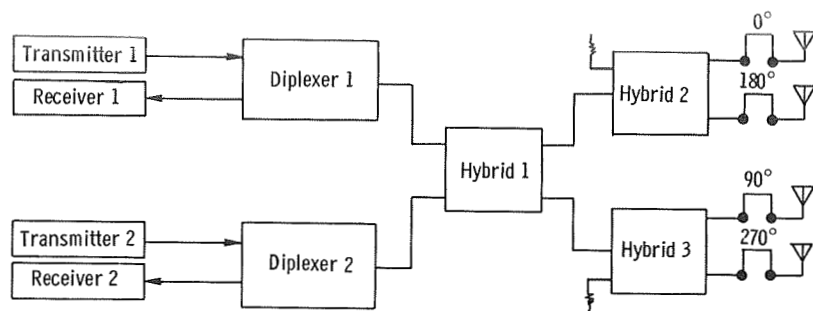 Transmitter 1
Receiver 1
Diplexer 1
Transmitter 2
Receiver 2
Diplexer 2
Hybrid 1
Hybrid 2
0°
180°
Hybrid 3
90°
270°